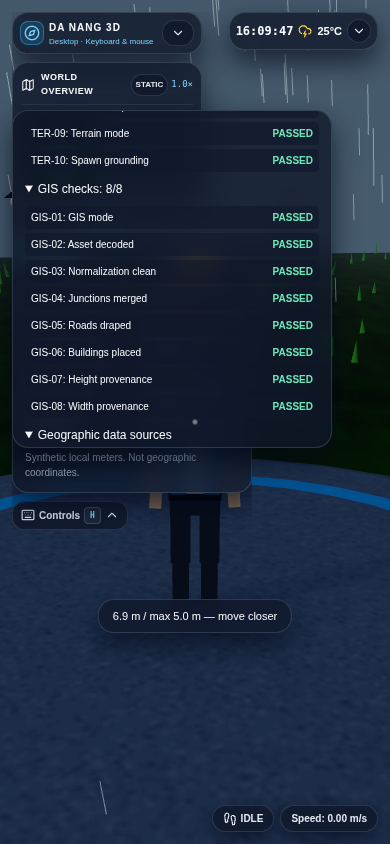 DA NANG 3D
Desktop · Keyboard & mouse
16:09:47 25°C
WORLD OVERVIEW
STATIC 1.0×
TER-09: Terrain mode PASSED
TER-10: Spawn grounding PASSED
▼ GIS checks: 8/8
GIS-01: GIS mode PASSED
GIS-02: Asset decoded PASSED
GIS-03: Normalization clean PASSED
GIS-04: Junctions merged PASSED
GIS-05: Roads draped PASSED
GIS-06: Buildings placed PASSED
GIS-07: Height provenance PASSED
GIS-08: Width provenance PASSED
▼ Geographic data sources
Synthetic local meters. Not geographic
coordinates.
Controls H
6.9 m / max 5.0 m — move closer
IDLE
Speed: 0.00 m/s